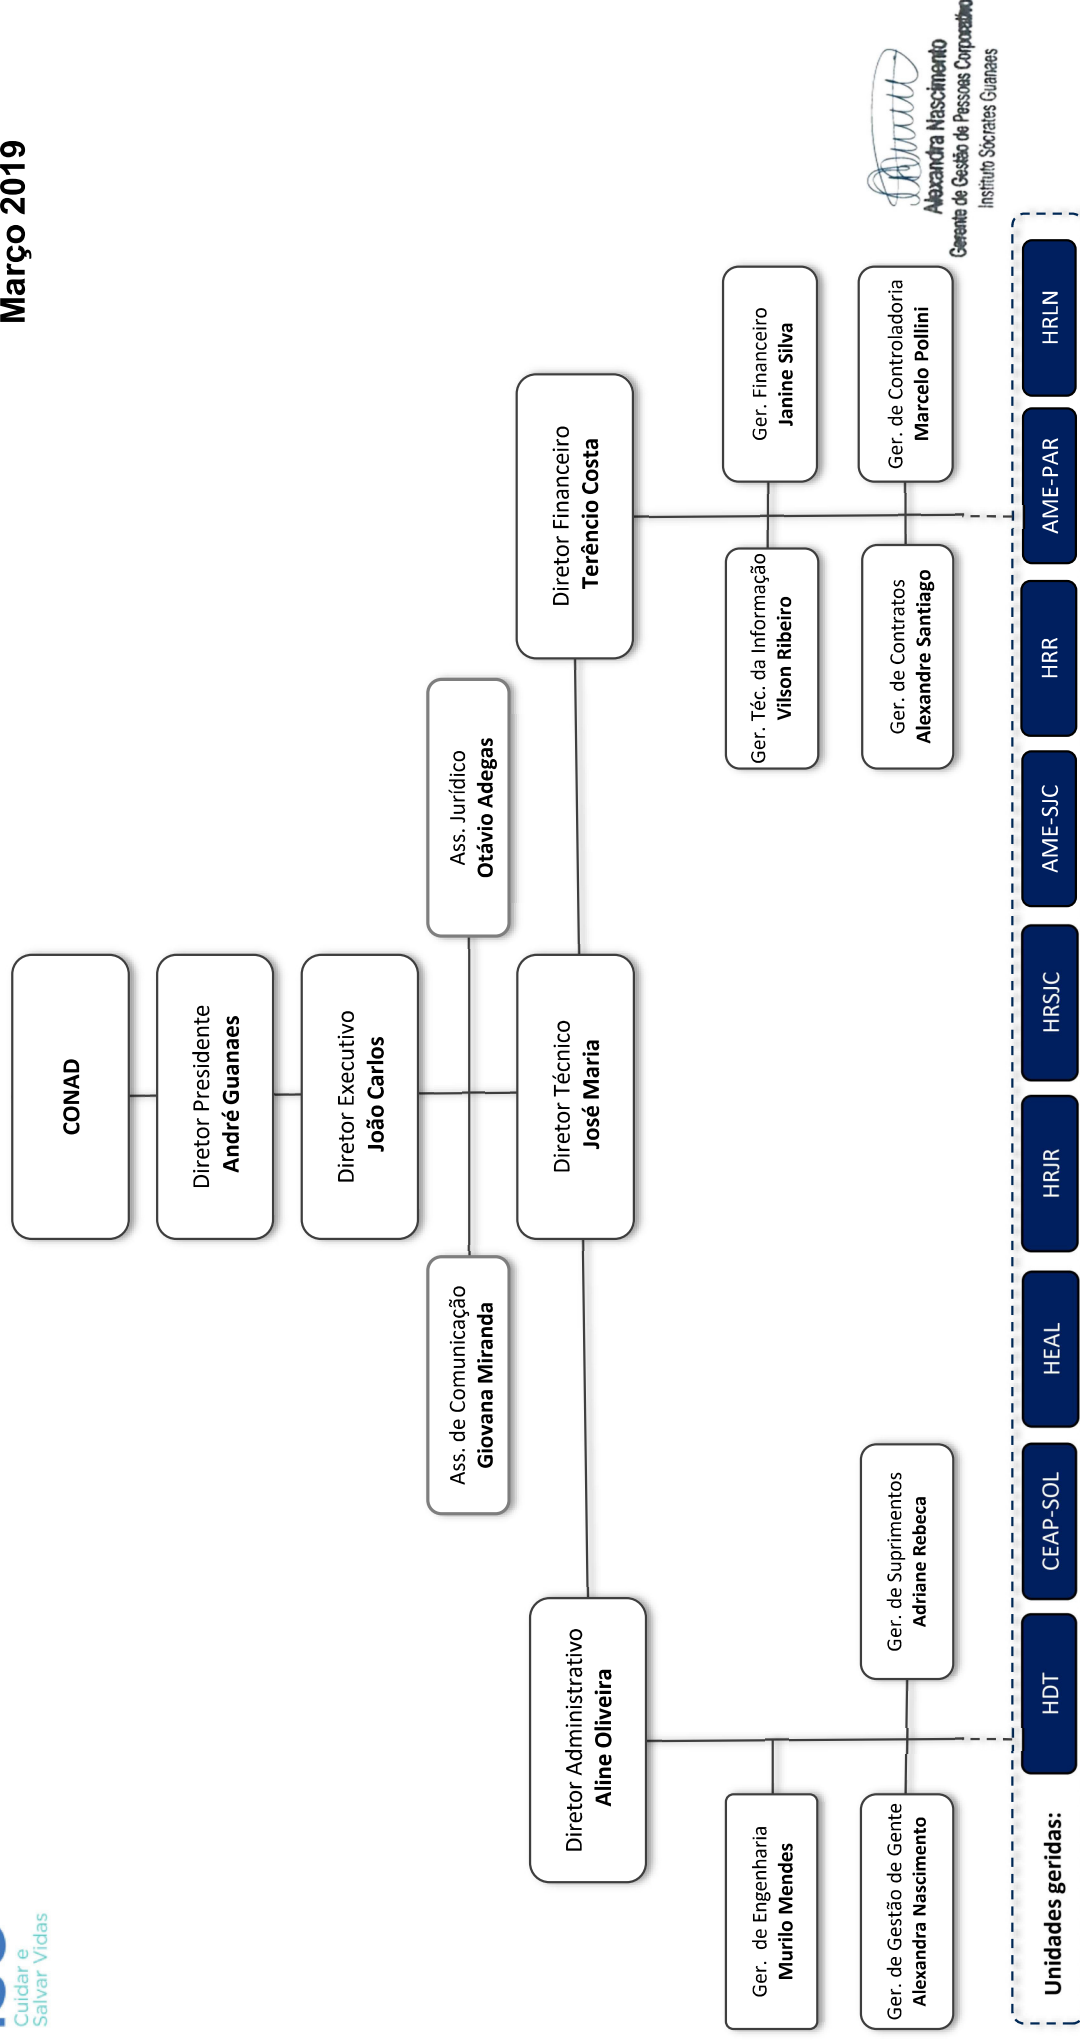 Março 2019
Cuidar e
Salvar Vidas
CONAD
Diretor Presidente
André Guanaes
Diretor Executivo
João Carlos
Ass. de Comunicação
Giovana Miranda
Ass. Jurídico
Otávio Adegas
Diretor Administrativo
Aline Oliveira
Diretor Técnico
José Maria
Diretor Financeiro
Terêncio Costa
Ger.  de Engenharia
Murilo Mendes
Ger. Téc. da Informação
Vilson Ribeiro
Ger. Financeiro
Janine Silva
Ger. de Gestão de Gente
Alexandra Nascimento
Ger. de Suprimentos
Adriane Rebeca
Ger. de Contratos
Alexandre Santiago
Ger. de Controladoria
Marcelo Pollini
Alexandra Nascimento
Gerente de Gestão de Pessoas Corporativo
Instituto Sócrates Guanaes
Unidades geridas:
HDT
CEAP-SOL
HEAL
HRJR
HRSJC
AME-SJC
HRR
AME-PAR
HRLN